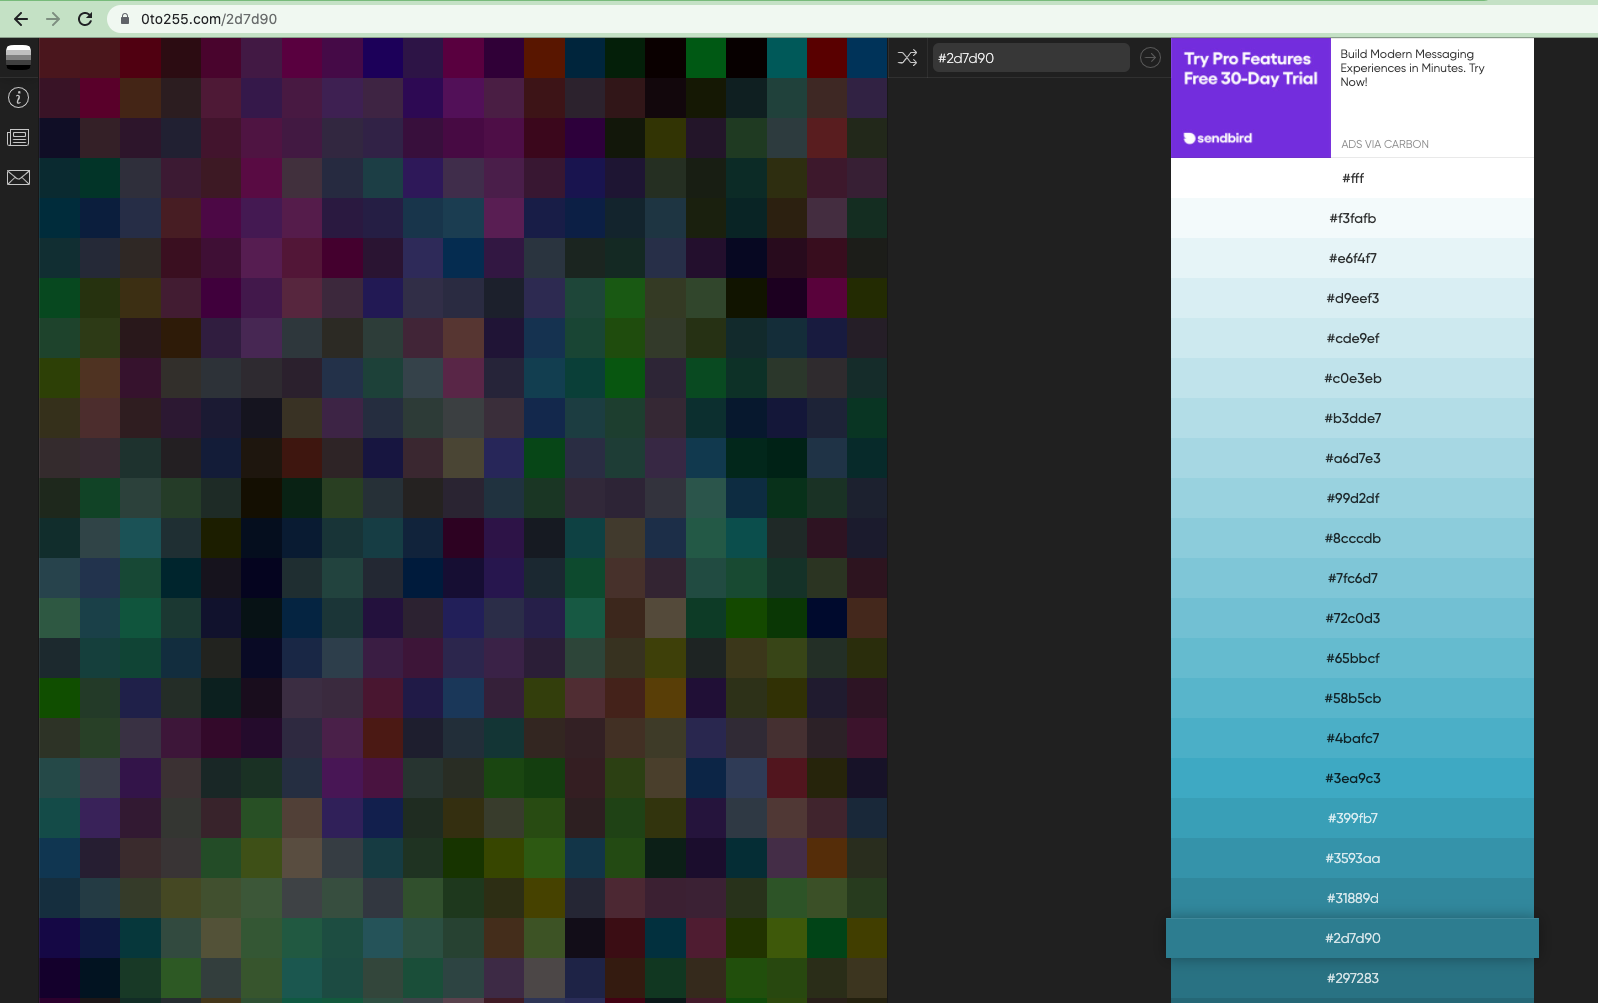 0to255.com/2d7d90
#2d7d90
Try Pro Features
Free 30-Day Trial
sendbird
Build Modern Messaging
Experiences in Minutes. Try
Now!
ADS VIA CARBON
#fff
#f3fafb
#e6f4f7
#d9eef3
#cde9ef
#c0e3eb
#b3dde7
#a6d7e3
#99d2df
#8cccdb
#7fc6d7
#72c0d3
#65bbcf
#58b5cb
#4bafc7
#3ea9c3
#399fb7
#3593aa
#31889d
#2d7d90
#297283